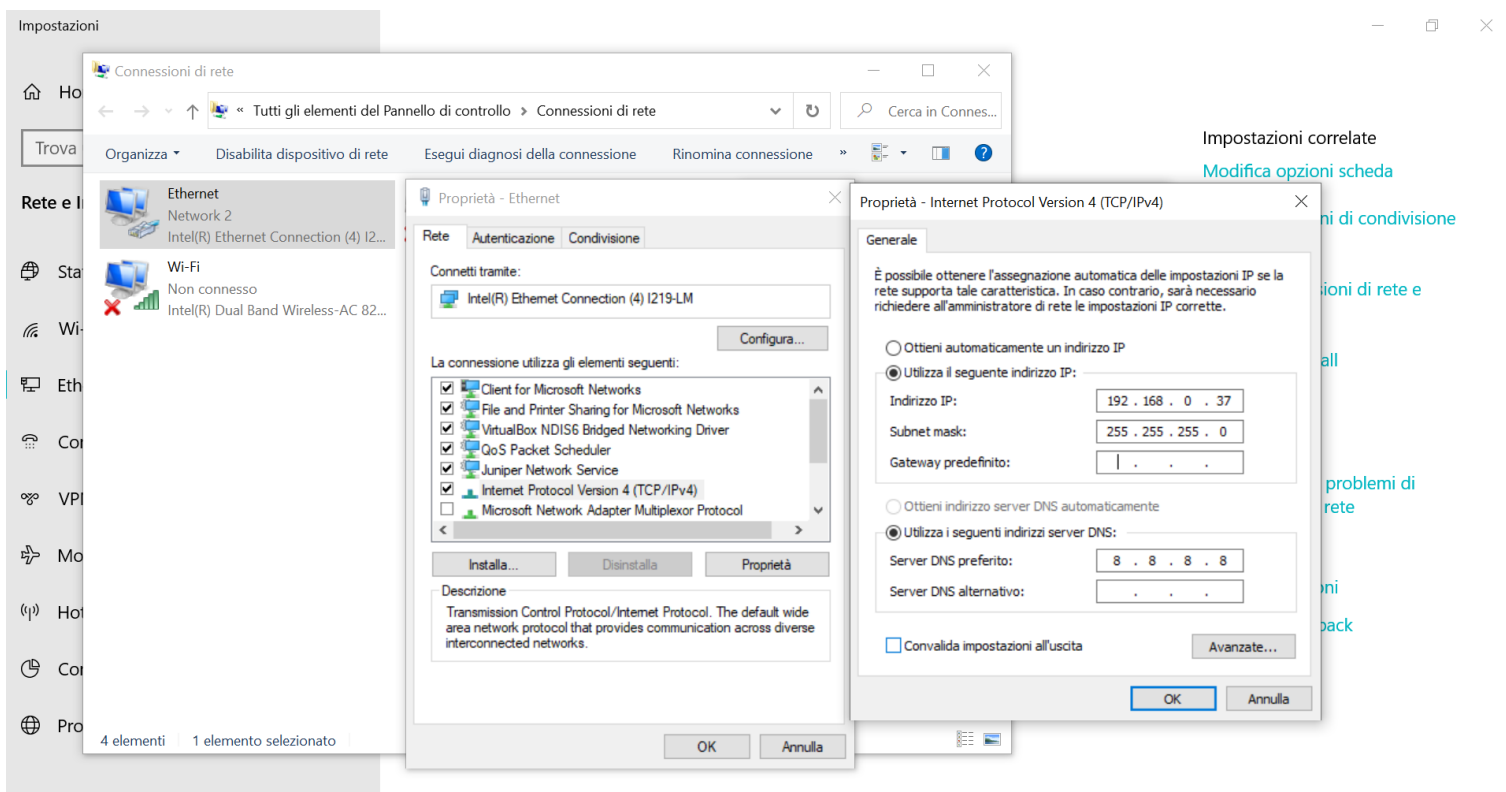 Impostazioni
Ho
Trova
Rete e I
Sta
Wi-
Eth
Cor
VPI
Mo
Hot
Cor
Pro
Connessioni di rete
« Tutti gli elementi del Pannello di controllo > Connessioni di rete
Cerca in Connes...
Organizza Disabilita dispositivo di rete Esegui diagnosi della connessione Rinomina connessione »
Ethernet
Network 2
Intel(R) Ethernet Connection (4) I2...
Wi-Fi
Non connesso
Intel(R) Dual Band Wireless-AC 82...
4 elementi 1 elemento selezionato
Proprietà - Ethernet
Rete Autenticazione Condivisione
Connetti tramite:
Intel(R) Ethernet Connection (4) I219-LM
Configura...
La connessione utilizza gli elementi seguenti:
Client for Microsoft Networks
File and Printer Sharing for Microsoft Networks
VirtualBox NDIS6 Bridged Networking Driver
QoS Packet Scheduler
Juniper Network Service
Internet Protocol Version 4 (TCP/IPv4)
Microsoft Network Adapter Multiplexor Protocol
Installa... Disinstalla Proprietà
Descrizione
Transmission Control Protocol/Internet Protocol. The default wide
area network protocol that provides communication across diverse
interconnected networks.
OK Annulla
Proprietà - Internet Protocol Version 4 (TCP/IPv4)
Generale
È possibile ottenere l'assegnazione automatica delle impostazioni IP se la
rete supporta tale caratteristica. In caso contrario, sarà necessario
richiedere all'amministratore di rete le impostazioni IP corrette.
Ottieni automaticamente un indirizzo IP
Utilizza il seguente indirizzo IP:
Indirizzo IP: 192 . 168 . 0 . 37
Subnet mask: 255 . 255 . 255 . 0
Gateway predefinito: . . .
Ottieni indirizzo server DNS automaticamente
Utilizza i seguenti indirizzi server DNS:
Server DNS preferito: 8 . 8 . 8 . 8
Server DNS alternativo: . . .
Convalida impostazioni all'uscita
Avanzate...
OK Annulla
Impostazioni correlate
Modifica opzioni scheda
ni di condivisione
ioni di rete e
all
problemi di
rete
oni
back